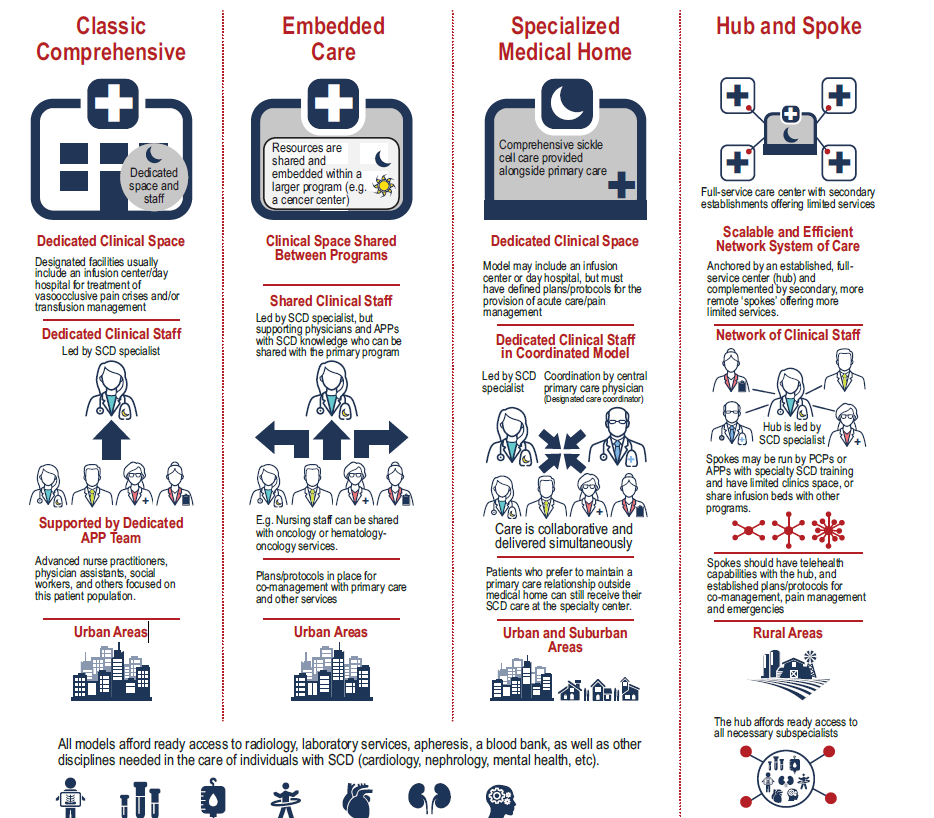 Classic
Comprehensive
Dedicated
space and
staff
Dedicated Clinical Space
Designated facilities usually
include an infusion center/day
hospital for treatment of
vasoocclusive pain crises and/or
transfusion management
Dedicated Clinical Staff
Led by SCD specialist
Supported by Dedicated
APP Team
Advanced nurse practitioners,
physician assistants, social
workers, and others focused on
this patient population.
Urban Areas
Embedded
Care
Resources are
shared and
embedded within a
larger program (e.g.
a cancer center)
Clinical Space Shared
Between Programs
Shared Clinical Staff
Led by SCD specialist, but
supporting physicians and APPs
with SCD knowledge who can be
shared with the primary program
E.g. Nursing staff can be shared
with oncology or hematology-
oncology services.
Plans/protocols in place for
co-management with primary care
and other services
Urban Areas
Specialized
Medical Home
Comprehensive sickle
cell care provided
alongside primary care
Dedicated Clinical Space
Model may include an infusion
center or day hospital, but must
have defined plans/protocols for the
provision of acute care/pain
management
Dedicated Clinical Staff
in Coordinated Model
Led by SCD
specialist
Coordination by central
primary care physician
(Designated care coordinator)
Care is collaborative and
delivered simultaneously
Patients who prefer to maintain a
primary care relationship outside
medical home can still receive their
SCD care at the specialty center.
Urban and Suburban
Areas
Hub and Spoke
Full-service care center with secondary
establishments offering limited services
Scalable and Efficient
Network System of Care
Anchored by an established, full-
service center (hub) and
complemented by secondary, more
remote ‘spokes’ offering more
limited services.
Network of Clinical Staff
Hub is led by
SCD specialist
Spokes may be run by PCPs or
APPs with specialty SCD training
and have limited clinics space, or
share infusion beds with other
programs.
Spokes should have telehealth
capabilities with the hub, and
established plans/protocols for
co-management, pain management
and emergencies
Rural Areas
The hub affords ready access to
all necessary subspecialists
All models afford ready access to radiology, laboratory services, apheresis, a blood bank, as well as other
disciplines needed in the care of individuals with SCD (cardiology, nephrology, mental health, etc).